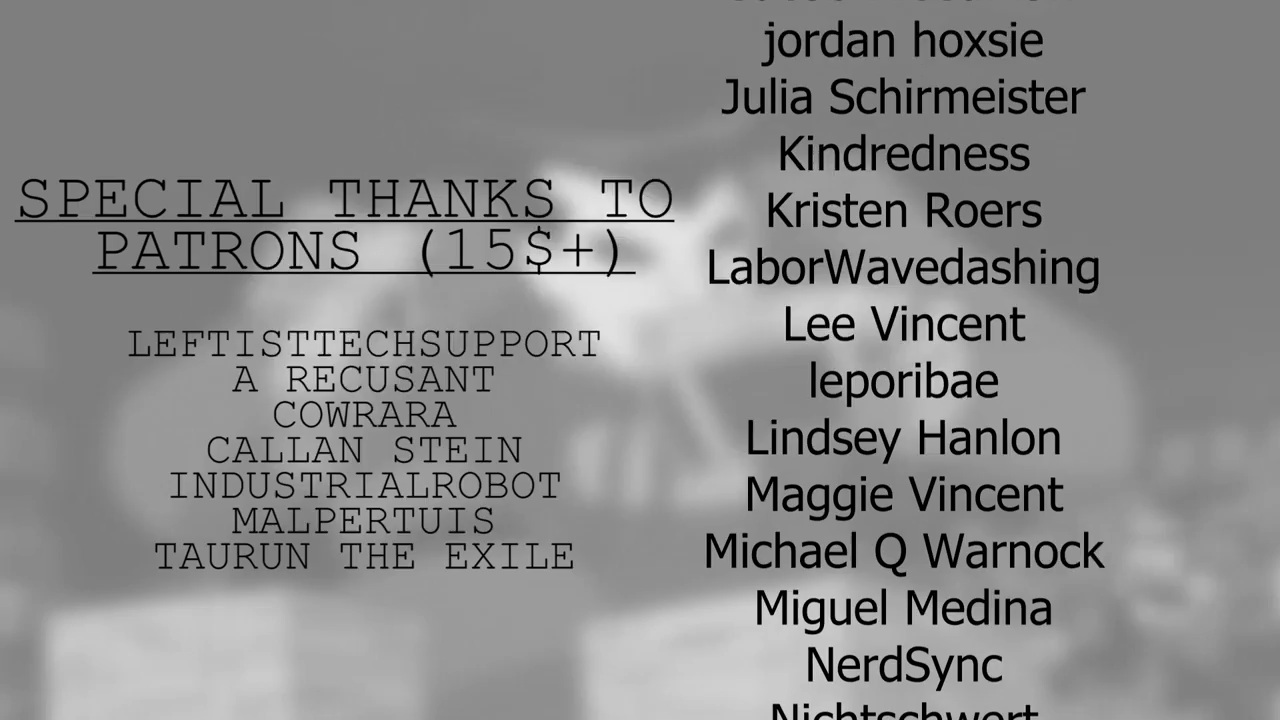 SPECIAL THANKS TO
PATRONS (15$+)
LEFTISTTECHSUPPORT
A RECUSANT
COWRARA
CALLAN STEIN
INDUSTRIALROBOT
MALPERTUIS
TAURUN THE EXILE
jordan hoxsie
Julia Schirmeister
Kindredness
Kristen Roers
LaborWavedashing
Lee Vincent
leporibae
Lindsey Hanlon
Maggie Vincent
Michael Q Warnock
Miguel Medina
NerdSync
Nichtschwert